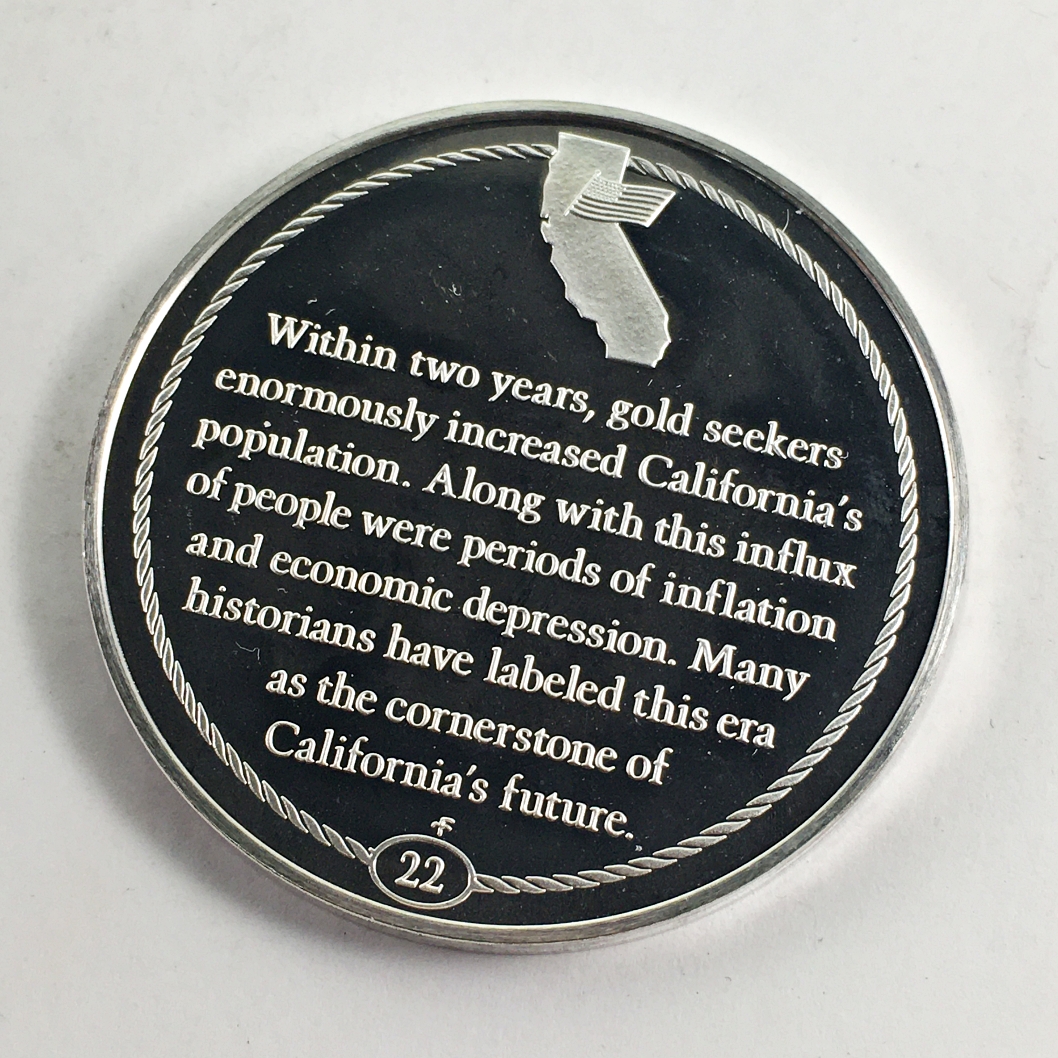 Within two years, gold seekers
enormously increased California's
population. Along with this influx
of people were periods of inflation
and economic depression. Many
historians have labeled this era
as the cornerstone of
California's future.
22